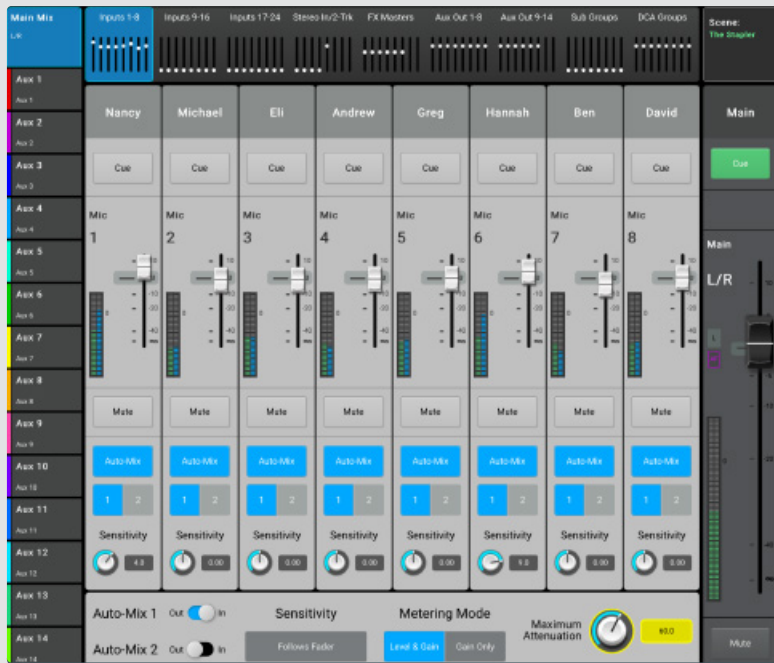 Main Mix
L/R
Inputs 1-8
Inputs 9-16
Inputs 17-24
Stereo In/2-Trk
FX Masters
Aux Out 1-8
Aux Out 9-14
Sub Groups
DCA Groups
Scene:
The Stapler
Aux 1
Aux 1
Aux 2
Aux 2
Aux 3
Aux 3
Aux 4
Aux 4
Aux 5
Aux 5
Aux 6
Aux 6
Aux 7
Aux 7
Aux 8
Aux 8
Aux 9
Aux 9
Aux 10
Aux 10
Aux 11
Aux 11
Aux 12
Aux 12
Aux 13
Aux 13
Aux 14
Aux 14
Nancy Michael Eli Andrew Greg Hannah Ben David Main
Cue Cue Cue Cue Cue Cue Cue Cue Cue
Mic Mic Mic Mic Mic Mic Mic Mic
1 2 3 4 5 6 7 8
Main
L/R
Mute Mute Mute Mute Mute Mute Mute Mute
Auto-Mix Auto-Mix Auto-Mix Auto-Mix Auto-Mix Auto-Mix Auto-Mix Auto-Mix
1 2 1 2 1 2 1 2 1 2 1 2 1 2 1 2
Sensitivity Sensitivity Sensitivity Sensitivity Sensitivity Sensitivity Sensitivity Sensitivity
4.0 0.00 0.00 0.00 0.00 9.0 0.00 0.00
Auto-Mix 1 Out In
Auto-Mix 2 Out In
Sensitivity
Follows Fader
Metering Mode
Level & Gain Gain Only
Maximum
Attenuation
60.0
Mute